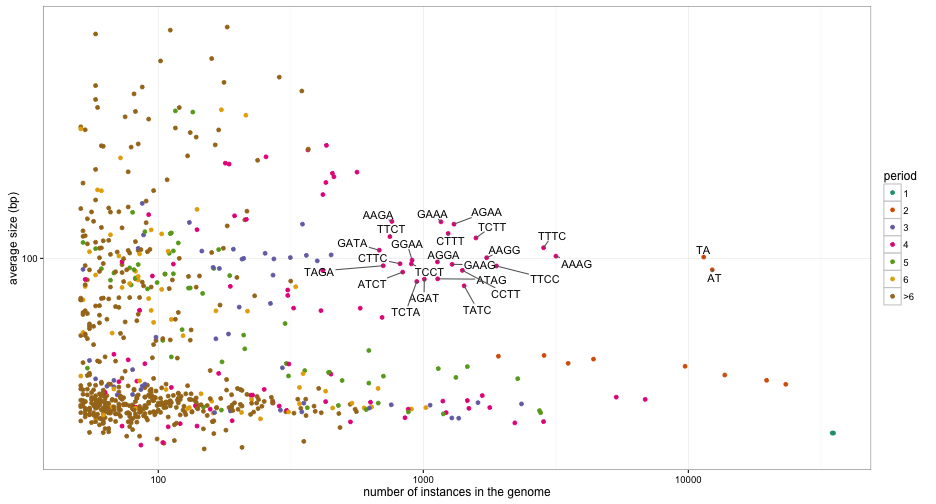 average size (bp)
100
AAGA
GAAA
AGAA
TTCT
TCTT
GATA
GGAA
CTTT
TTTC
CTTC
AGGA
AAGG
TA
TAGA
TCCT
GAAG
AAAG
ATCT
ATAG
TTCC
AT
AGAT
CCTT
TCTA
TATC
100
1000
10000
number of instances in the genome
period
1
2
3
4
5
6
>6